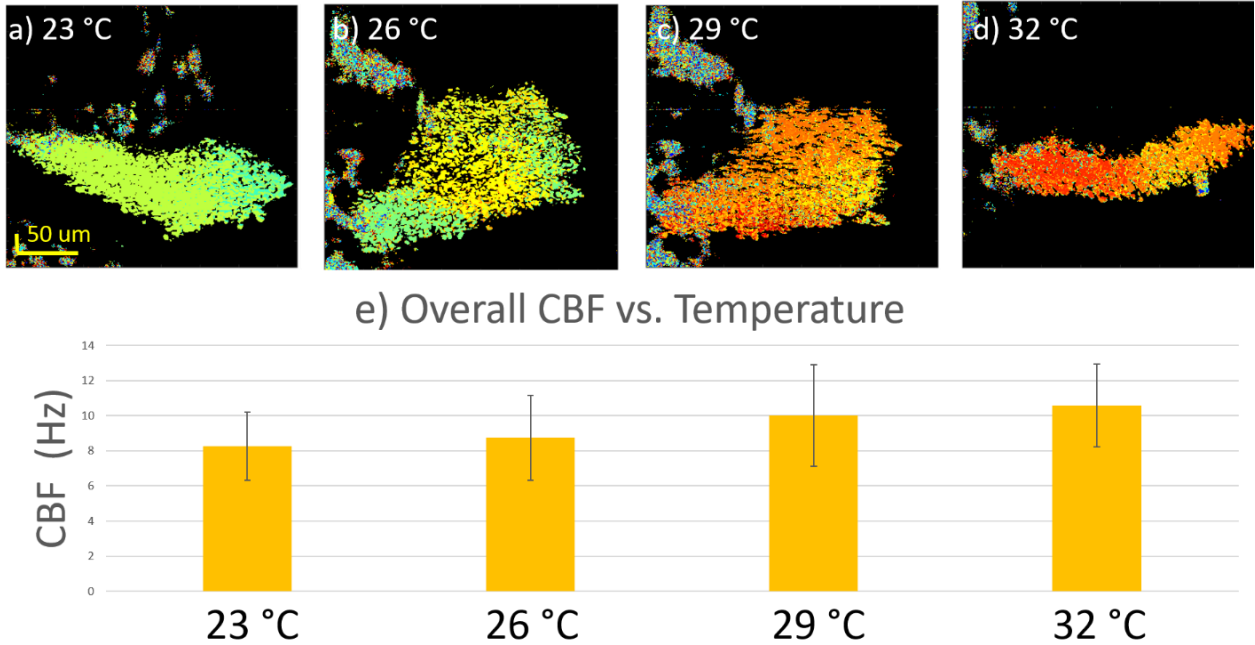 a) 23 °C
b) 26 °C
c) 29 °C
d) 32 °C
50 um
e) Overall CBF vs. Temperature
CBF (Hz)
14
12
10
8
6
4
2
0
23 °C
26 °C
29 °C
32 °C